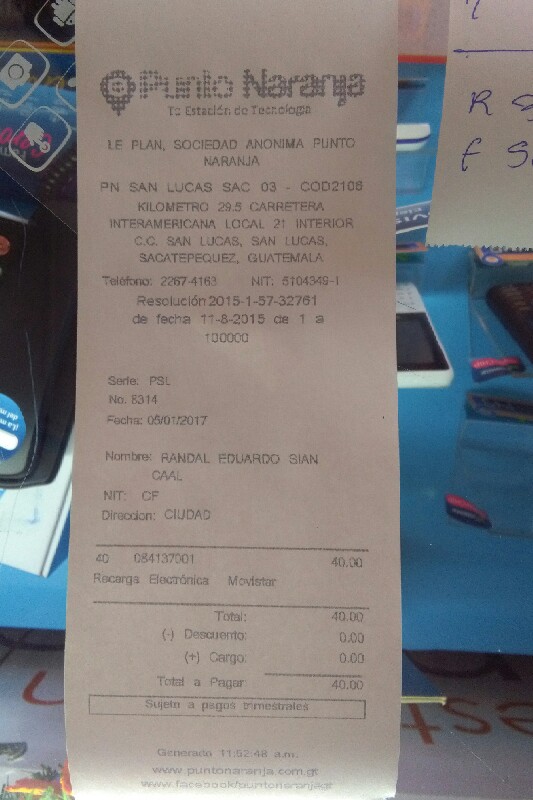 Punto Naranja
Tu Estación de Tecnología
LE PLAN, SOCIEDAD ANONIMA PUNTO
NARANJA
PN SAN LUCAS SAC 03 - COD2106
KILOMETRO 29.5 CARRETERA
INTERAMERICANA LOCAL 21 INTERIOR
C.C. SAN LUCAS, SAN LUCAS,
SACATEPEQUEZ, GUATEMALA
Teléfono: 2267-4163 NIT: 5104349-1
Resolución 2015-1-57-32761
de fecha 11-8-2015 de 1 a
100000
Serie: PSL
No. 8314
Fecha: 05/01/2017
Nombre: RANDAL EDUARDO SIAN
CAAL
NIT: CF
Direccion: CIUDAD
40 084137001 40.00
Recarga Electrónica Movistar
Total: 40.00
(-) Descuento: 0.00
(+) Cargo: 0.00
Total a Pagar 40.00
Sujeto a pagos trimestrales
Generado 11:52:48 a.m.
www.puntonaranja.com.gt
www.facebook/puntonaranjagt